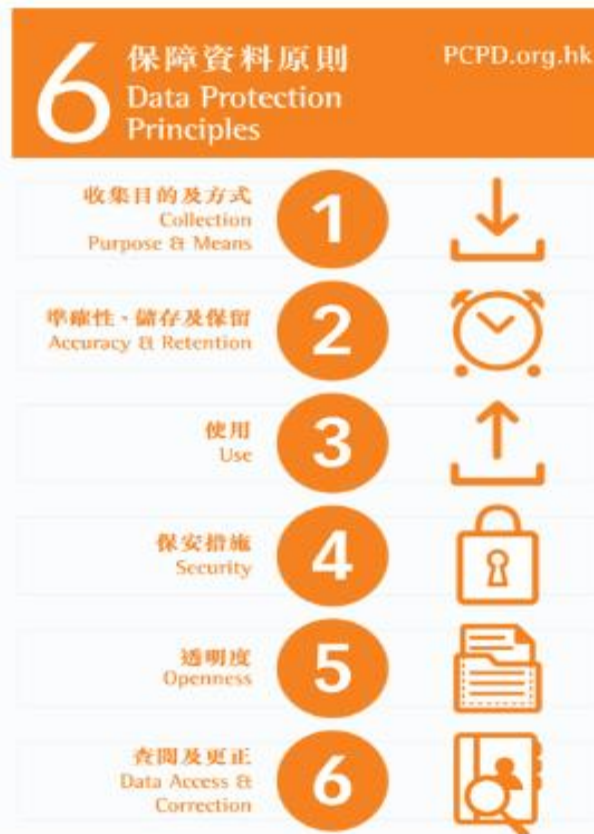 6
保障資料原則
Data Protection
Principles
PCPD.org.hk
收集目的及方式
Collection
Purpose & Means
1
準確性、儲存及保留
Accuracy & Retention
2
使用
Use
3
保安措施
Security
4
透明度
Openness
5
查閱及更正
Data Access &
Correction
6